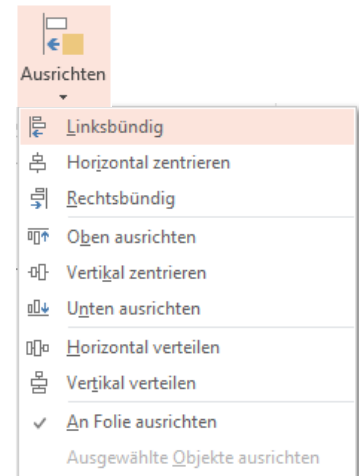 Ausrichten
Linksbündig
Horizontal zentrieren
Rechtsbündig
Oben ausrichten
Vertikal zentrieren
Unten ausrichten
Horizontal verteilen
Vertikal verteilen
An Folie ausrichten
Ausgewählte Objekte ausrichten